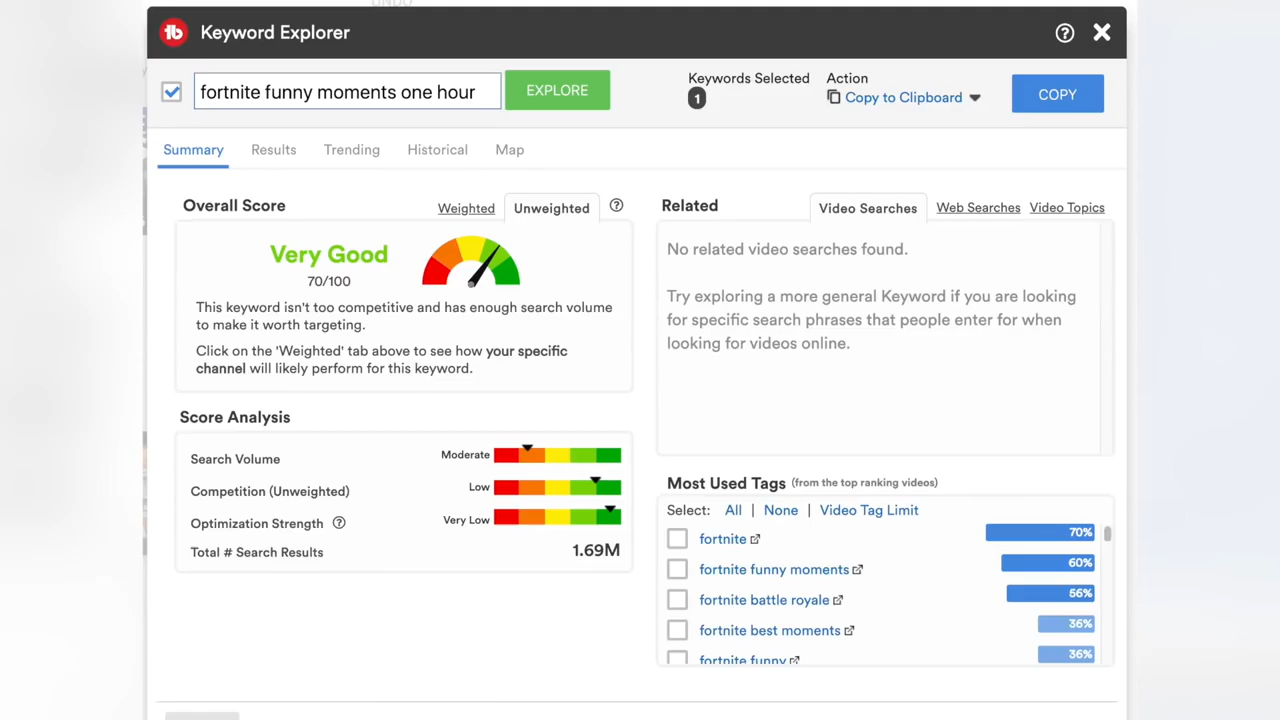 UNDO
tb Keyword Explorer
fortnite funny moments one hour
EXPLORE
Keywords Selected
1
Action
Copy to Clipboard
COPY
Summary
Results
Trending
Historical
Map
Overall Score
Weighted
Unweighted
Very Good
70/100
This keyword isn't too competitive and has enough search volume
to make it worth targeting.
Click on the 'Weighted' tab above to see how your specific
channel will likely perform for this keyword.
Score Analysis
Search Volume
Moderate
Competition (Unweighted)
Low
Optimization Strength
Very Low
Total # Search Results
1.69M
Related
Video Searches
Web Searches
Video Topics
No related video searches found.
Try exploring a more general Keyword if you are looking
for specific search phrases that people enter for when
looking for videos online.
Most Used Tags (from the top ranking videos)
Select: All | None | Video Tag Limit
fortnite 70%
fortnite funny moments 60%
fortnite battle royale 56%
fortnite best moments 36%
fortnite funny 36%